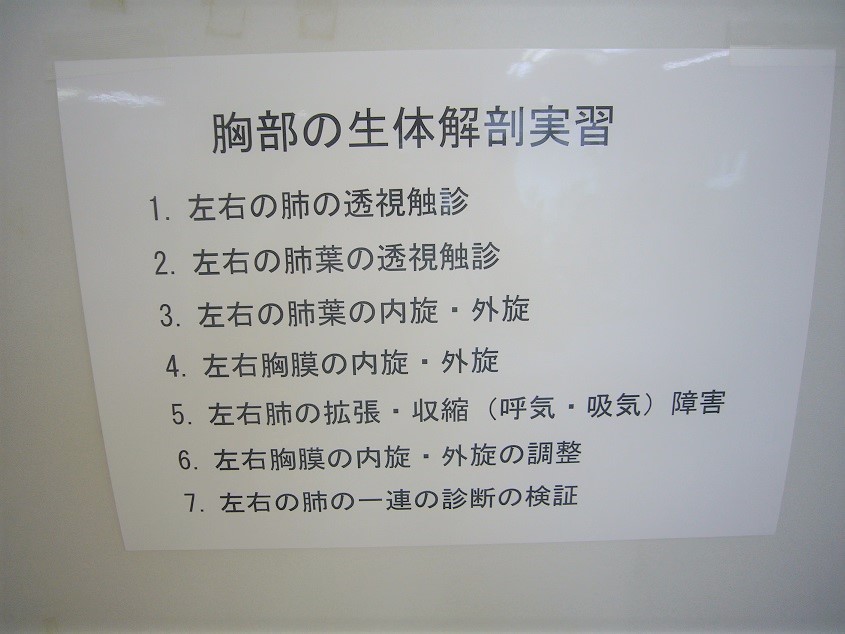 胸部の生体解剖実習
1. 左右の肺の透視触診
2. 左右の肺葉の透視触診
3. 左右の肺葉の内旋・外旋
4. 左右胸膜の内旋・外旋
5. 左右肺の拡張・収縮（呼気・吸気）障害
6. 左右胸膜の内旋・外旋の調整
7. 左右の肺の一連の診断の検証